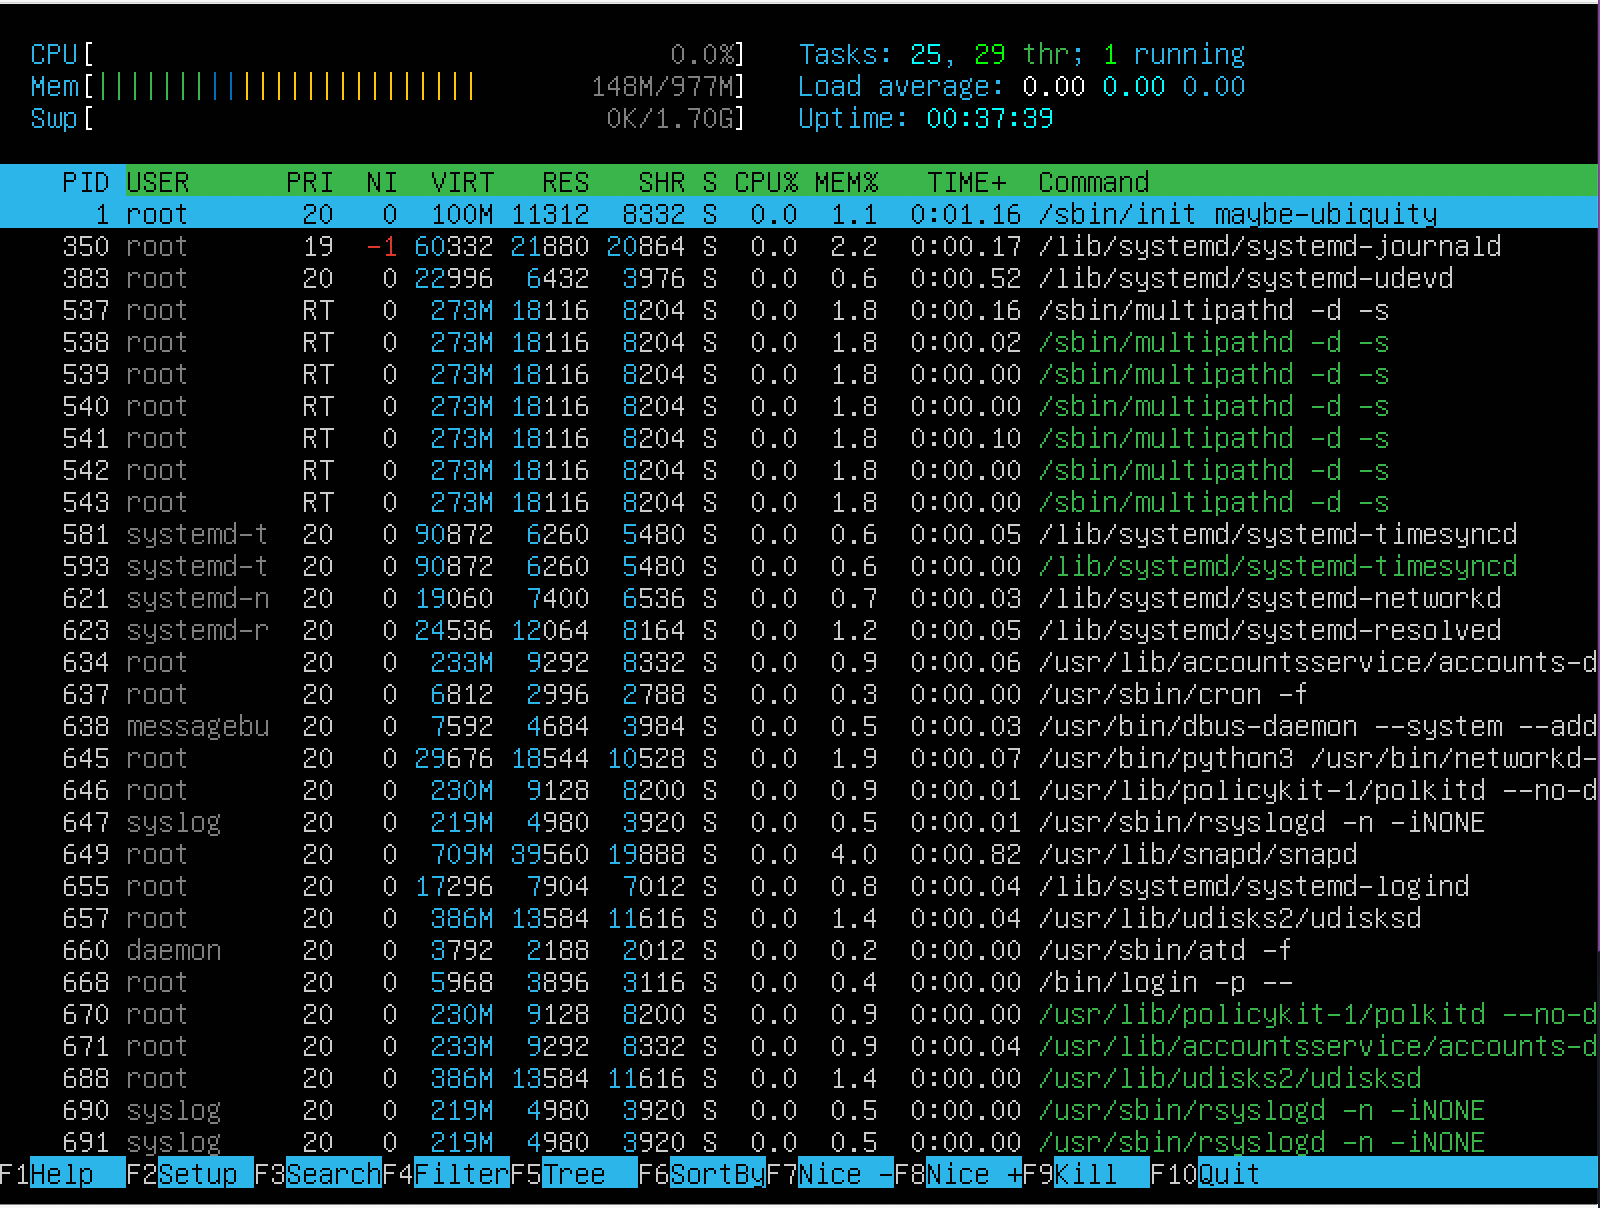 CPU[ 0.0%] Tasks: 25, 29 thr; 1 running
Mem[|||||||||||||||||||||||| 148M/977M] Load average: 0.00 0.00 0.00
Swp[ 0K/1.70G] Uptime: 00:37:39
PID USER PRI NI VIRT RES SHR S CPU% MEM% TIME+ Command
1 root 20 0 100M 11312 8332 S 0.0 1.1 0:01.16 /sbin/init maybe-ubiquity
350 root 19 -1 60332 21880 20864 S 0.0 2.2 0:00.17 /lib/systemd/systemd-journald
383 root 20 0 22996 6432 3976 S 0.0 0.6 0:00.52 /lib/systemd/systemd-udevd
537 root RT 0 273M 18116 8204 S 0.0 1.8 0:00.16 /sbin/multipathd -d -s
538 root RT 0 273M 18116 8204 S 0.0 1.8 0:00.02 /sbin/multipathd -d -s
539 root RT 0 273M 18116 8204 S 0.0 1.8 0:00.00 /sbin/multipathd -d -s
540 root RT 0 273M 18116 8204 S 0.0 1.8 0:00.00 /sbin/multipathd -d -s
541 root RT 0 273M 18116 8204 S 0.0 1.8 0:00.10 /sbin/multipathd -d -s
542 root RT 0 273M 18116 8204 S 0.0 1.8 0:00.00 /sbin/multipathd -d -s
543 root RT 0 273M 18116 8204 S 0.0 1.8 0:00.00 /sbin/multipathd -d -s
581 systemd-t 20 0 90872 6260 5480 S 0.0 0.6 0:00.05 /lib/systemd/systemd-timesyncd
593 systemd-t 20 0 90872 6260 5480 S 0.0 0.6 0:00.00 /lib/systemd/systemd-timesyncd
621 systemd-n 20 0 19060 7400 6536 S 0.0 0.7 0:00.03 /lib/systemd/systemd-networkd
623 systemd-r 20 0 24536 12064 8164 S 0.0 1.2 0:00.05 /lib/systemd/systemd-resolved
634 root 20 0 233M 9292 8332 S 0.0 0.9 0:00.06 /usr/lib/accountsservice/accounts-d
637 root 20 0 6812 2996 2788 S 0.0 0.3 0:00.00 /usr/sbin/cron -f
638 messagebu 20 0 7592 4684 3984 S 0.0 0.5 0:00.03 /usr/bin/dbus-daemon --system --add
645 root 20 0 29676 18544 10528 S 0.0 1.9 0:00.07 /usr/bin/python3 /usr/bin/networkd-
646 root 20 0 230M 9128 8200 S 0.0 0.9 0:00.01 /usr/lib/policykit-1/polkitd --no-d
647 syslog 20 0 219M 4980 3920 S 0.0 0.5 0:00.01 /usr/sbin/rsyslogd -n -iNONE
649 root 20 0 709M 39560 19888 S 0.0 4.0 0:00.82 /usr/lib/snapd/snapd
655 root 20 0 17296 7904 7012 S 0.0 0.8 0:00.04 /lib/systemd/systemd-logind
657 root 20 0 386M 13584 11616 S 0.0 1.4 0:00.04 /usr/lib/udisks2/udisksd
660 daemon 20 0 3792 2188 2012 S 0.0 0.2 0:00.00 /usr/sbin/atd -f
668 root 20 0 5968 3896 3116 S 0.0 0.4 0:00.00 /bin/login -p --
670 root 20 0 230M 9128 8200 S 0.0 0.9 0:00.00 /usr/lib/policykit-1/polkitd --no-d
671 root 20 0 233M 9292 8332 S 0.0 0.9 0:00.04 /usr/lib/accountsservice/accounts-d
688 root 20 0 386M 13584 11616 S 0.0 1.4 0:00.00 /usr/lib/udisks2/udisksd
690 syslog 20 0 219M 4980 3920 S 0.0 0.5 0:00.00 /usr/sbin/rsyslogd -n -iNONE
691 syslog 20 0 219M 4980 3920 S 0.0 0.5 0:00.00 /usr/sbin/rsyslogd -n -iNONE
F1Help F2Setup F3SearchF4FilterF5Tree F6SortByF7Nice -F8Nice +F9Kill F10Quit